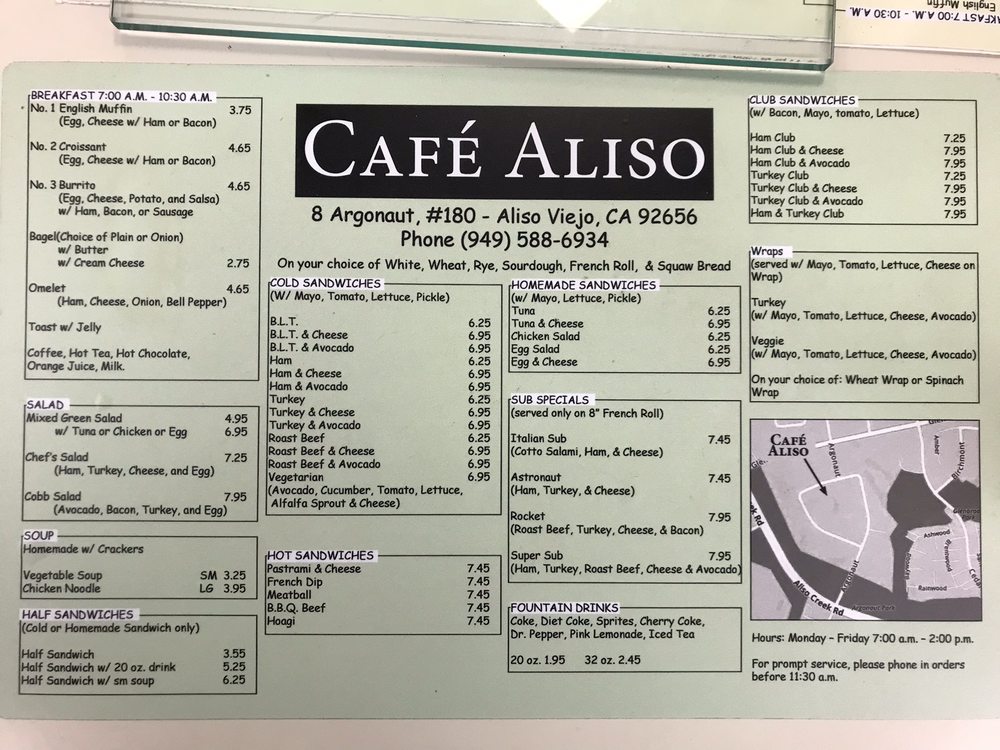 AKFAST 7:00 A.M. - 10:30 A.M.
English Muffin
BREAKFAST 7:00 A.M. - 10:30 A.M.
No. 1 English Muffin 3.75
(Egg, Cheese w/ Ham or Bacon)
No. 2 Croissant 4.65
(Egg, Cheese w/ Ham or Bacon)
No. 3 Burrito 4.65
(Egg, Cheese, Potato, and Salsa)
w/ Ham, Bacon, or Sausage
Bagel(Choice of Plain or Onion)
w/ Butter
w/ Cream Cheese 2.75
Omelet 4.65
(Ham, Cheese, Onion, Bell Pepper)
Toast w/ Jelly
Coffee, Hot Tea, Hot Chocolate,
Orange Juice, Milk.
SALAD
Mixed Green Salad 4.95
w/ Tuna or Chicken or Egg 6.95
Chef's Salad 7.25
(Ham, Turkey, Cheese, and Egg)
Cobb Salad 7.95
(Avocado, Bacon, Turkey, and Egg)
SOUP
Homemade w/ Crackers
Vegetable Soup SM 3.25
Chicken Noodle LG 3.95
HALF SANDWICHES
(Cold or Homemade Sandwich only)
Half Sandwich 3.55
Half Sandwich w/ 20 oz. drink 5.25
Half Sandwich w/ sm soup 6.25
CAFÉ ALISO
8 Argonaut, #180 - Aliso Viejo, CA 92656
Phone (949) 588-6934
On your choice of White, Wheat, Rye, Sourdough, French Roll, & Squaw Bread
COLD SANDWICHES
(W/ Mayo, Tomato, Lettuce, Pickle)
B.L.T. 6.25
B.L.T. & Cheese 6.95
B.L.T. & Avocado 6.95
Ham 6.25
Ham & Cheese 6.95
Ham & Avocado 6.95
Turkey 6.25
Turkey & Cheese 6.95
Turkey & Avocado 6.95
Roast Beef 6.25
Roast Beef & Cheese 6.95
Roast Beef & Avocado 6.95
Vegetarian 6.95
(Avocado, Cucumber, Tomato, Lettuce,
Alfalfa Sprout & Cheese)
HOT SANDWICHES
Pastrami & Cheese 7.45
French Dip 7.45
Meatball 7.45
B.B.Q. Beef 7.45
Hoagi 7.45
HOMEMADE SANDWICHES
(w/ Mayo, Lettuce, Pickle)
Tuna 6.25
Tuna & Cheese 6.95
Chicken Salad 6.25
Egg Salad 6.25
Egg & Cheese 6.95
SUB SPECIALS
(served only on 8" French Roll)
Italian Sub 7.45
(Cotto Salami, Ham, & Cheese)
Astronaut 7.45
(Ham, Turkey, & Cheese)
Rocket 7.95
(Roast Beef, Turkey, Cheese, & Bacon)
Super Sub 7.95
(Ham, Turkey, Roast Beef, Cheese & Avocado)
FOUNTAIN DRINKS
Coke, Diet Coke, Sprites, Cherry Coke,
Dr. Pepper, Pink Lemonade, Iced Tea
20 oz. 1.95 32 oz. 2.45
CLUB SANDWICHES
(w/ Bacon, Mayo, tomato, Lettuce)
Ham Club 7.25
Ham Club & Cheese 7.95
Ham Club & Avocado 7.95
Turkey Club 7.25
Turkey Club & Cheese 7.95
Turkey Club & Avocado 7.95
Ham & Turkey Club 7.95
Wraps
(served w/ Mayo, Tomato, Lettuce, Cheese on
Wrap)
Turkey
(w/ Mayo, Tomato, Lettuce, Cheese, Avocado)
Veggie
(w/ Mayo, Tomato, Lettuce, Cheese, Avocado)
On your choice of: Wheat Wrap or Spinach
Wrap
CAFÉ
ALISO
Argonaut
Amber
Birchmont
Park
Ashwood
Brentwood
Rainwood
Argonaut
Creek Rd
Aliso Creek Rd
Argonaut Park
Hours: Monday – Friday 7:00 a.m. – 2:00 p.m.
For prompt service, please phone in orders
before 11:30 a.m.